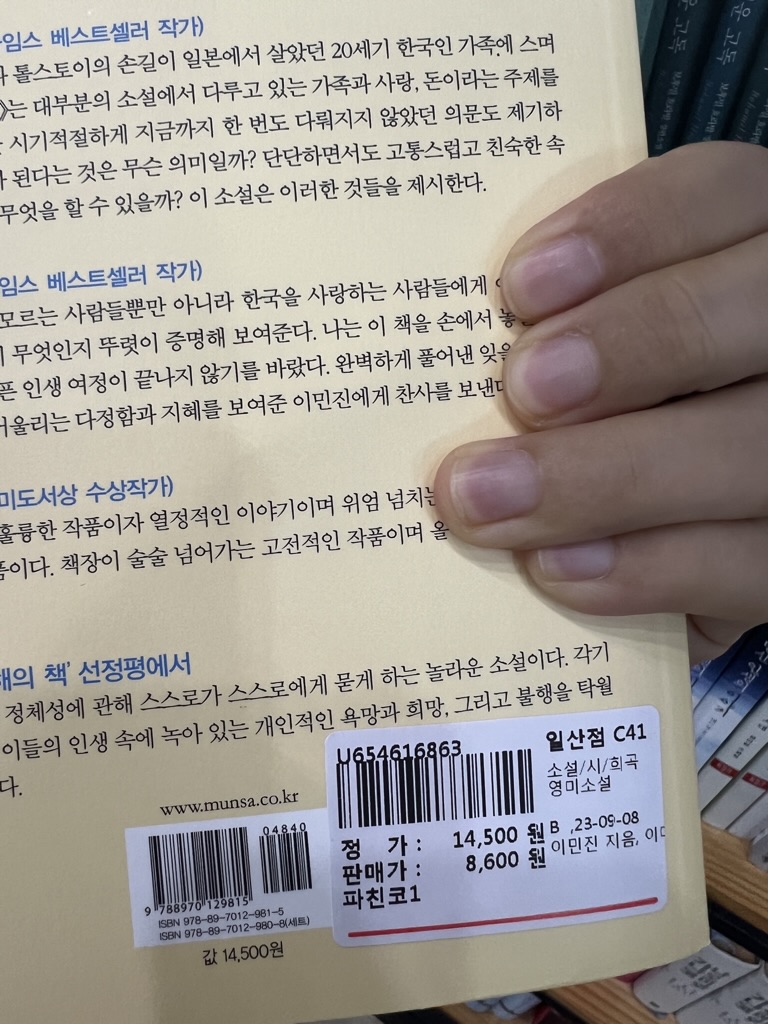 임스 베스트셀러 작가)
톨스토이의 손길이 일본에서 살았던 20세기 한국인 가족에 스며
》는 대부분의 소설에서 다루고 있는 가족과 사랑, 돈이라는 주제를
시기적절하게 지금까지 한 번도 다뤄지지 않았던 의문도 제기하
된다는 것은 무슨 의미일까? 단단하면서도 고통스럽고 친숙한 속
무엇을 할 수 있을까? 이 소설은 이러한 것들을 제시한다.
임스 베스트셀러 작가)
모르는 사람들뿐만 아니라 한국을 사랑하는 사람들에게
무엇인지 뚜렷이 증명해 보여준다. 나는 이 책을 손에서
픈 인생 여정이 끝나지 않기를 바랐다. 완벽하게 풀어낸
어울리는 다정함과 지혜를 보여준 이민진에게 찬사를 보낸다
미도서상 수상작가)
훌륭한 작품이자 열정적인 이야기이며 위엄 넘치는
품이다. 책장이 술술 넘어가는 고전적인 작품이며
해의 책' 선정평에서
정체성에 관해 스스로가 스스로에게 묻게 하는 놀라운 소설이다. 각기
이들의 인생 속에 녹아 있는 개인적인 욕망과 희망, 그리고 불행을 탁월
다.
www.munsa.co.kr
04840
9 788970 129815
ISBN 978-89-7012-981-5
ISBN 978-89-7012-980-8(세트)
값 14,500원
U654616863
일산점 C41
소설/시/희곡
영미소설
정 가 : 14,500 원
판매가 : 8,600 원
파친코1
B ,23-09-08
이민진 지음, 이
고독
운 고독